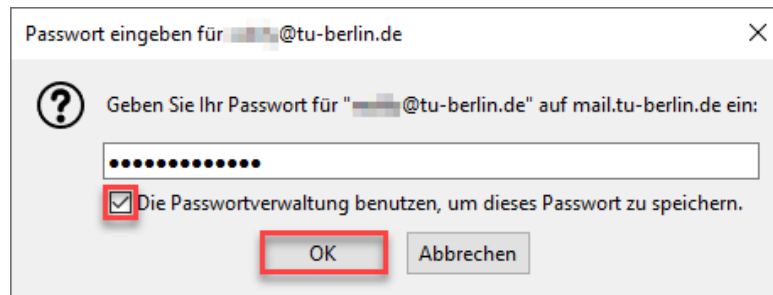 Passwort eingeben für @tu-berlin.de
Geben Sie Ihr Passwort für "@tu-berlin.de" auf mail.tu-berlin.de ein:
•••••••••••••
Die Passwortverwaltung benutzen, um dieses Passwort zu speichern.
OK Abbrechen